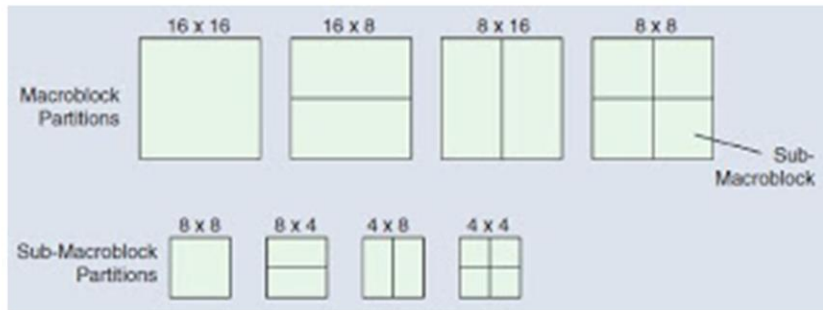 16 x 16
16 x 8
8 x 16
8 x 8
Macroblock
Partitions
Sub-
Macroblock
8 x 8
8 x 4
4 x 8
4 x 4
Sub-Macroblock
Partitions